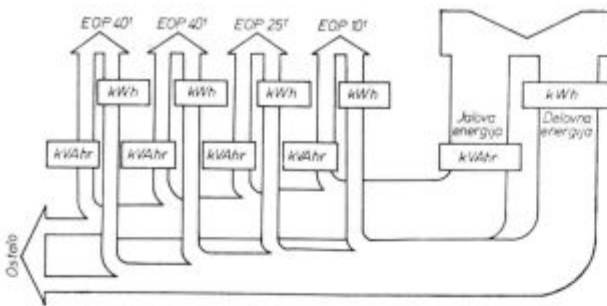 EOP 40t EOP 40t EOP 25t EOP 10t
kWh kWh kWh kWh kWh
Jalova energija
Delovna energija
kVAhr kVAhr kVAhr kVAhr kVAhr
Ostalo